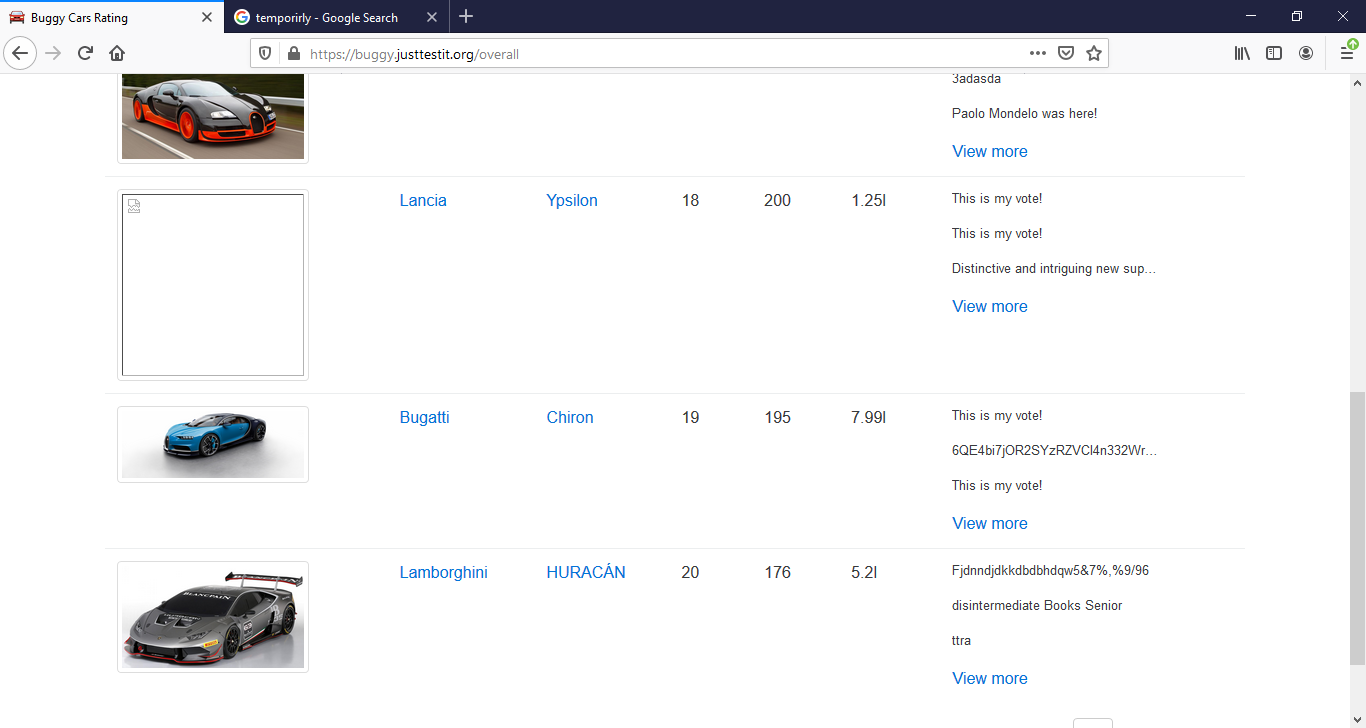 Buggy Cars Rating
temporirly - Google Search
https://buggy.justtestit.org/overall
3adasda
Paolo Mondelo was here!
View more
Lancia Ypsilon 18 200 1.25l This is my vote!
This is my vote!
Distinctive and intriguing new sup…
View more
Bugatti Chiron 19 195 7.99l This is my vote!
6QE4bi7jOR2SYzRZVCl4n332Wr…
This is my vote!
View more
Lamborghini HURACÁN 20 176 5.2l Fjdnndjdkkdbdbhdqw5&7%,%9/96
BLANCPAIN
disintermediate Books Senior
ttra
View more